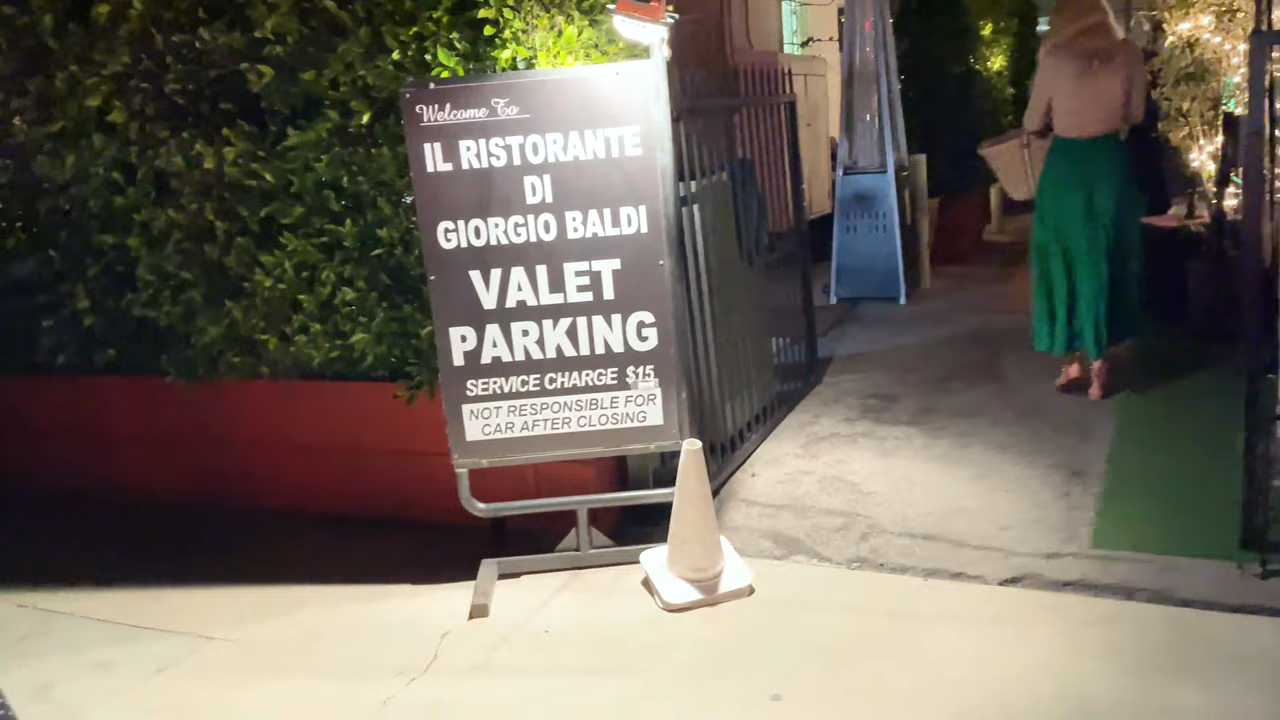 Welcome To
IL RISTORANTE
DI
GIORGIO BALDI
VALET
PARKING
SERVICE CHARGE $15
NOT RESPONSIBLE FOR
CAR AFTER CLOSING